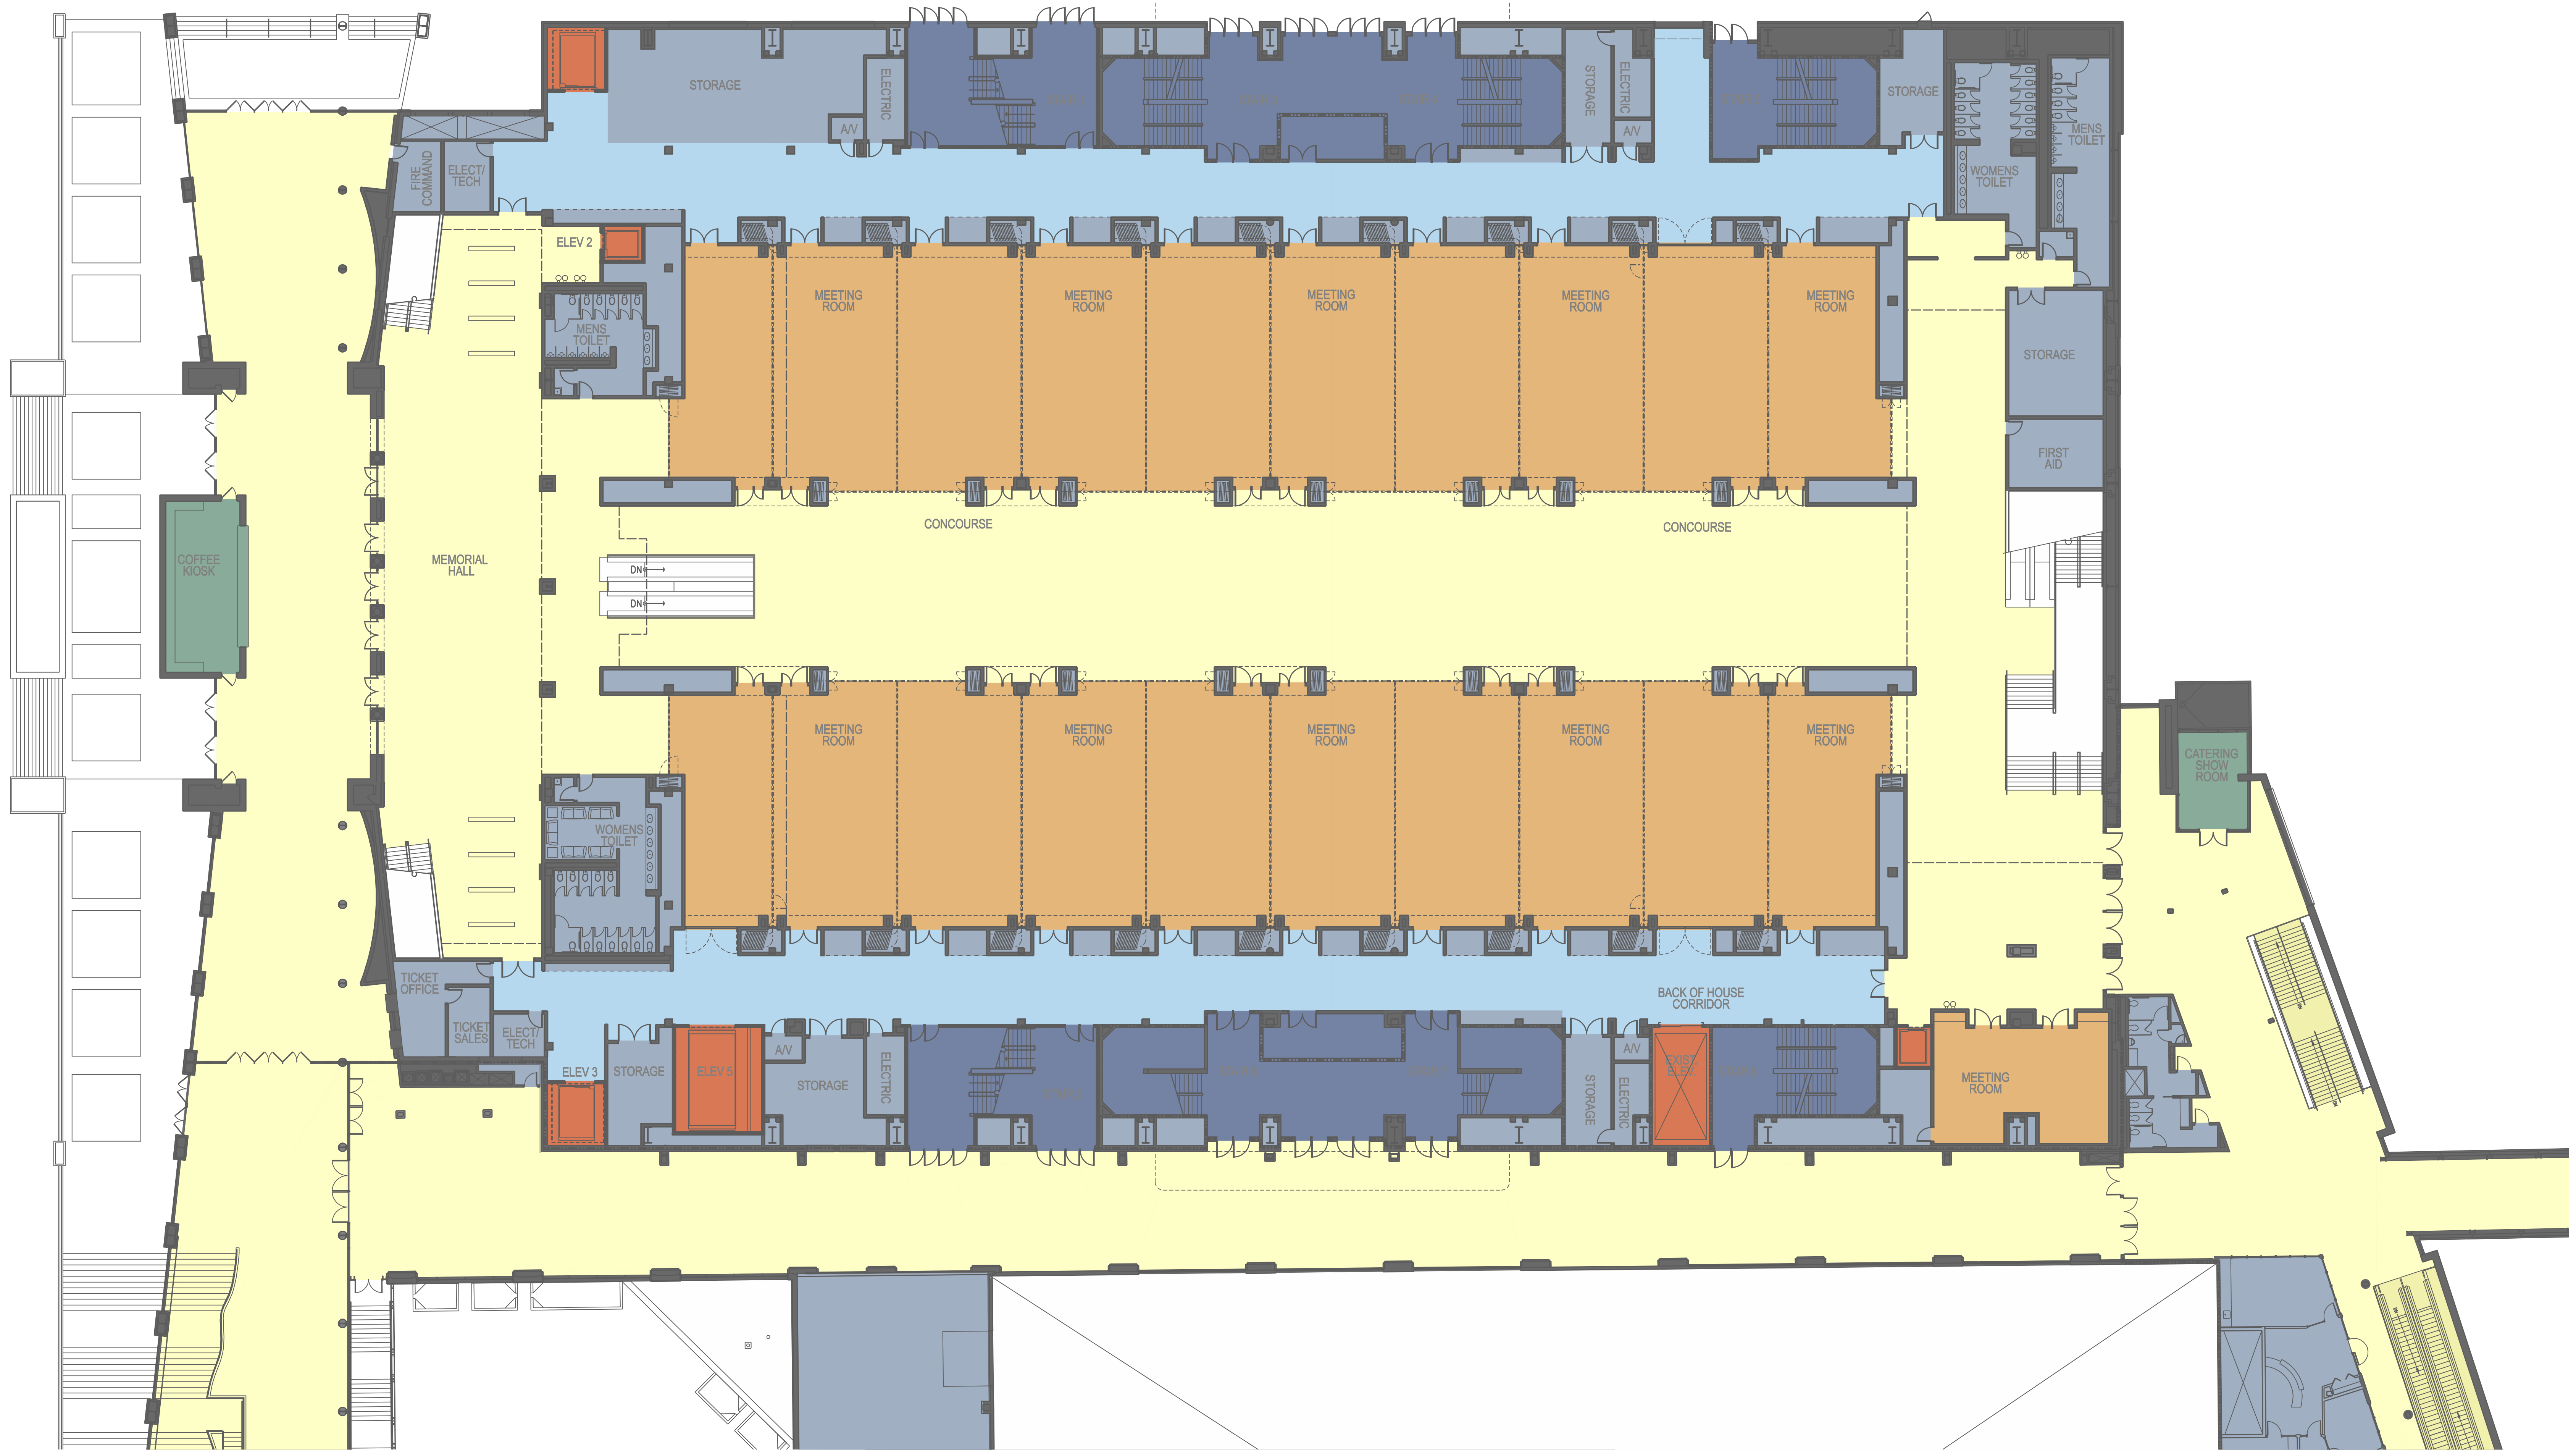 STORAGE
ELECTRIC
A/V
STORAGE
ELECTRIC
A/V
STORAGE
WOMENS
TOILET
MENS
TOILET
FIRE
COMMAND
ELECT/
TECH
ELEV 2
MENS
TOILET
MEETING
ROOM
MEETING
ROOM
MEETING
ROOM
MEETING
ROOM
MEETING
ROOM
STORAGE
FIRST
AID
CONCOURSE
CONCOURSE
COFFEE
KIOSK
MEMORIAL
HALL
DN
DN
MEETING
ROOM
MEETING
ROOM
MEETING
ROOM
MEETING
ROOM
MEETING
ROOM
CATERING
SHOW
ROOM
WOMENS
TOILET
TICKET
OFFICE
TICKET
SALES
ELECT/
TECH
BACK OF HOUSE
CORRIDOR
ELEV 3
STORAGE
ELEV 5
A/V
STORAGE
ELECTRIC
STORAGE
A/V
ELECTRIC
EXIST
ELEV
MEETING
ROOM